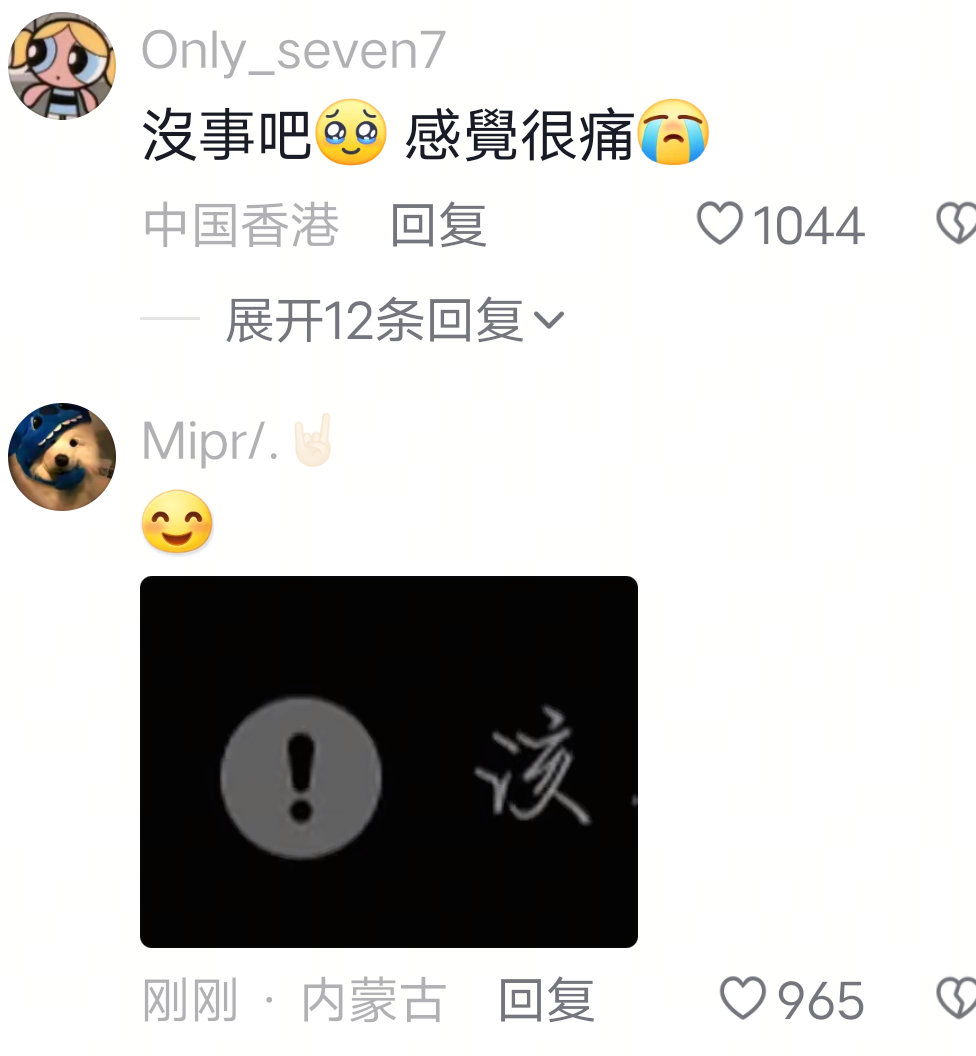 Only_seven7
沒事吧🥹 感覺很痛😭
中国香港 回复 1044
展开12条回复
Mipr/.🤘🏻
😊
该
刚刚 · 内蒙古 回复 965